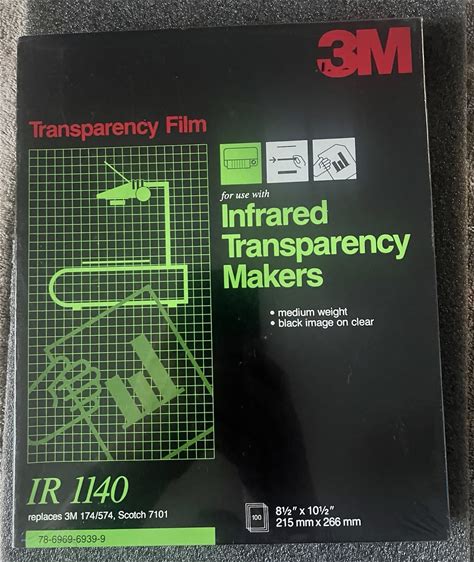 3M
Transparency Film
for use with
Infrared
Transparency
Makers
• medium weight
• black image on clear
IR 1140
replaces 3M 174/574, Scotch 7101
78-6969-6939-9
100
8½" x 10½"
215 mm x 266 mm